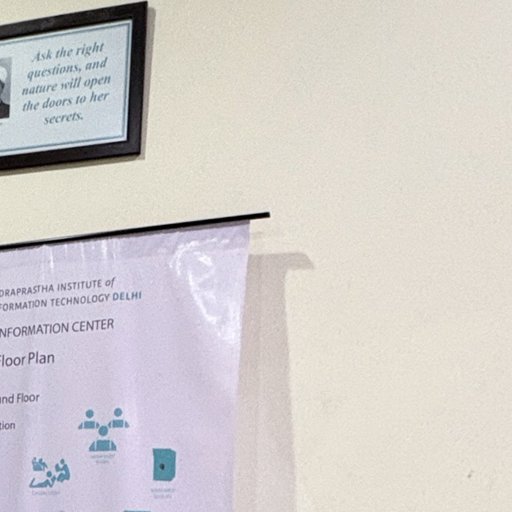 Ask the right
questions, and
nature will open
the doors to her
secrets.
DRAPRASTHA INSTITUTE of
FORMATION TECHNOLOGY DELHI
NFORMATION CENTER
Floor Plan
und Floor
tion